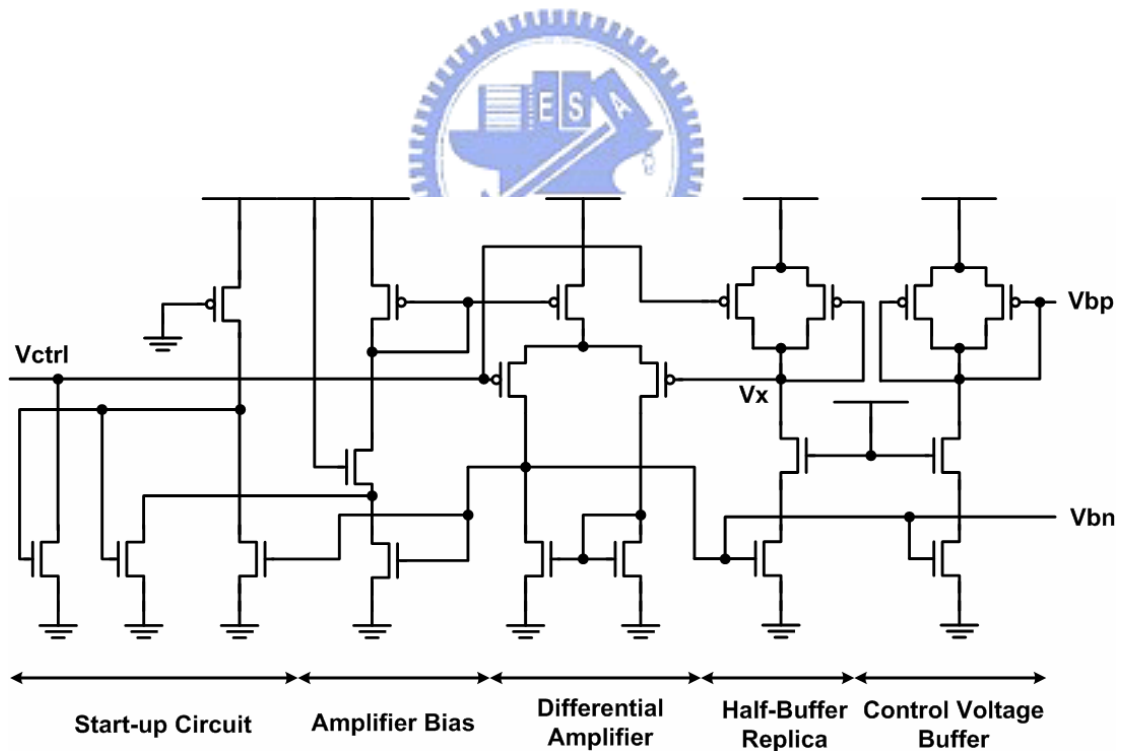 E S A
Vctrl
Vx
Vbp
Vbn
Start-up Circuit
Amplifier Bias
Differential
Amplifier
Half-Buffer
Replica
Control Voltage
Buffer